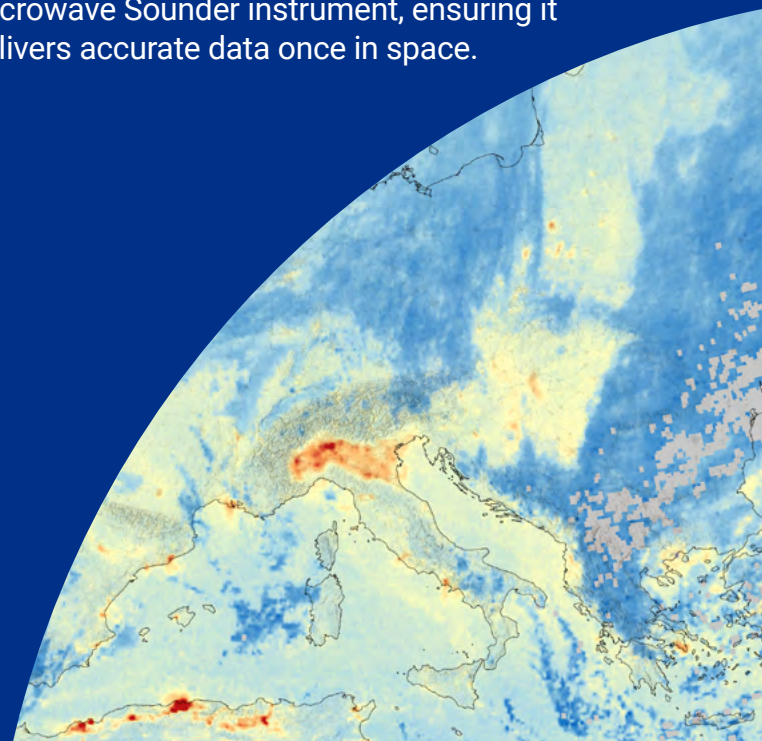 crowave Sounder instrument, ensuring it
livers accurate data once in space.